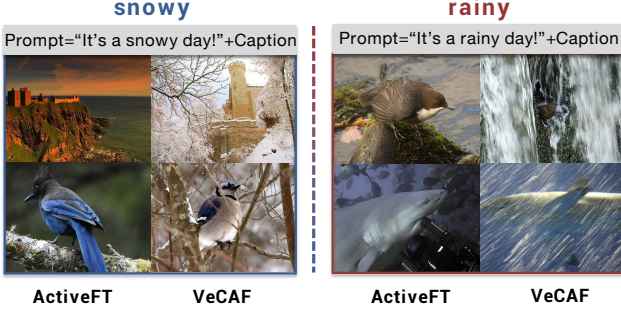 snowy
Prompt=“It's a snowy day!”+Caption
ActiveFT
VeCAF
rainy
Prompt=“It's a rainy day!”+Caption
ActiveFT
VeCAF